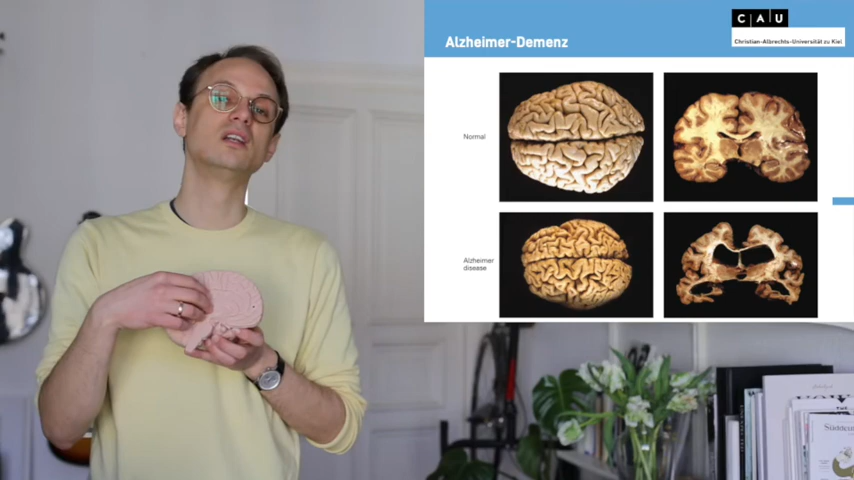 Alzheimer-Demenz
C | A | U
Christian-Albrechts-Universität zu Kiel
Normal
Alzheimer
disease